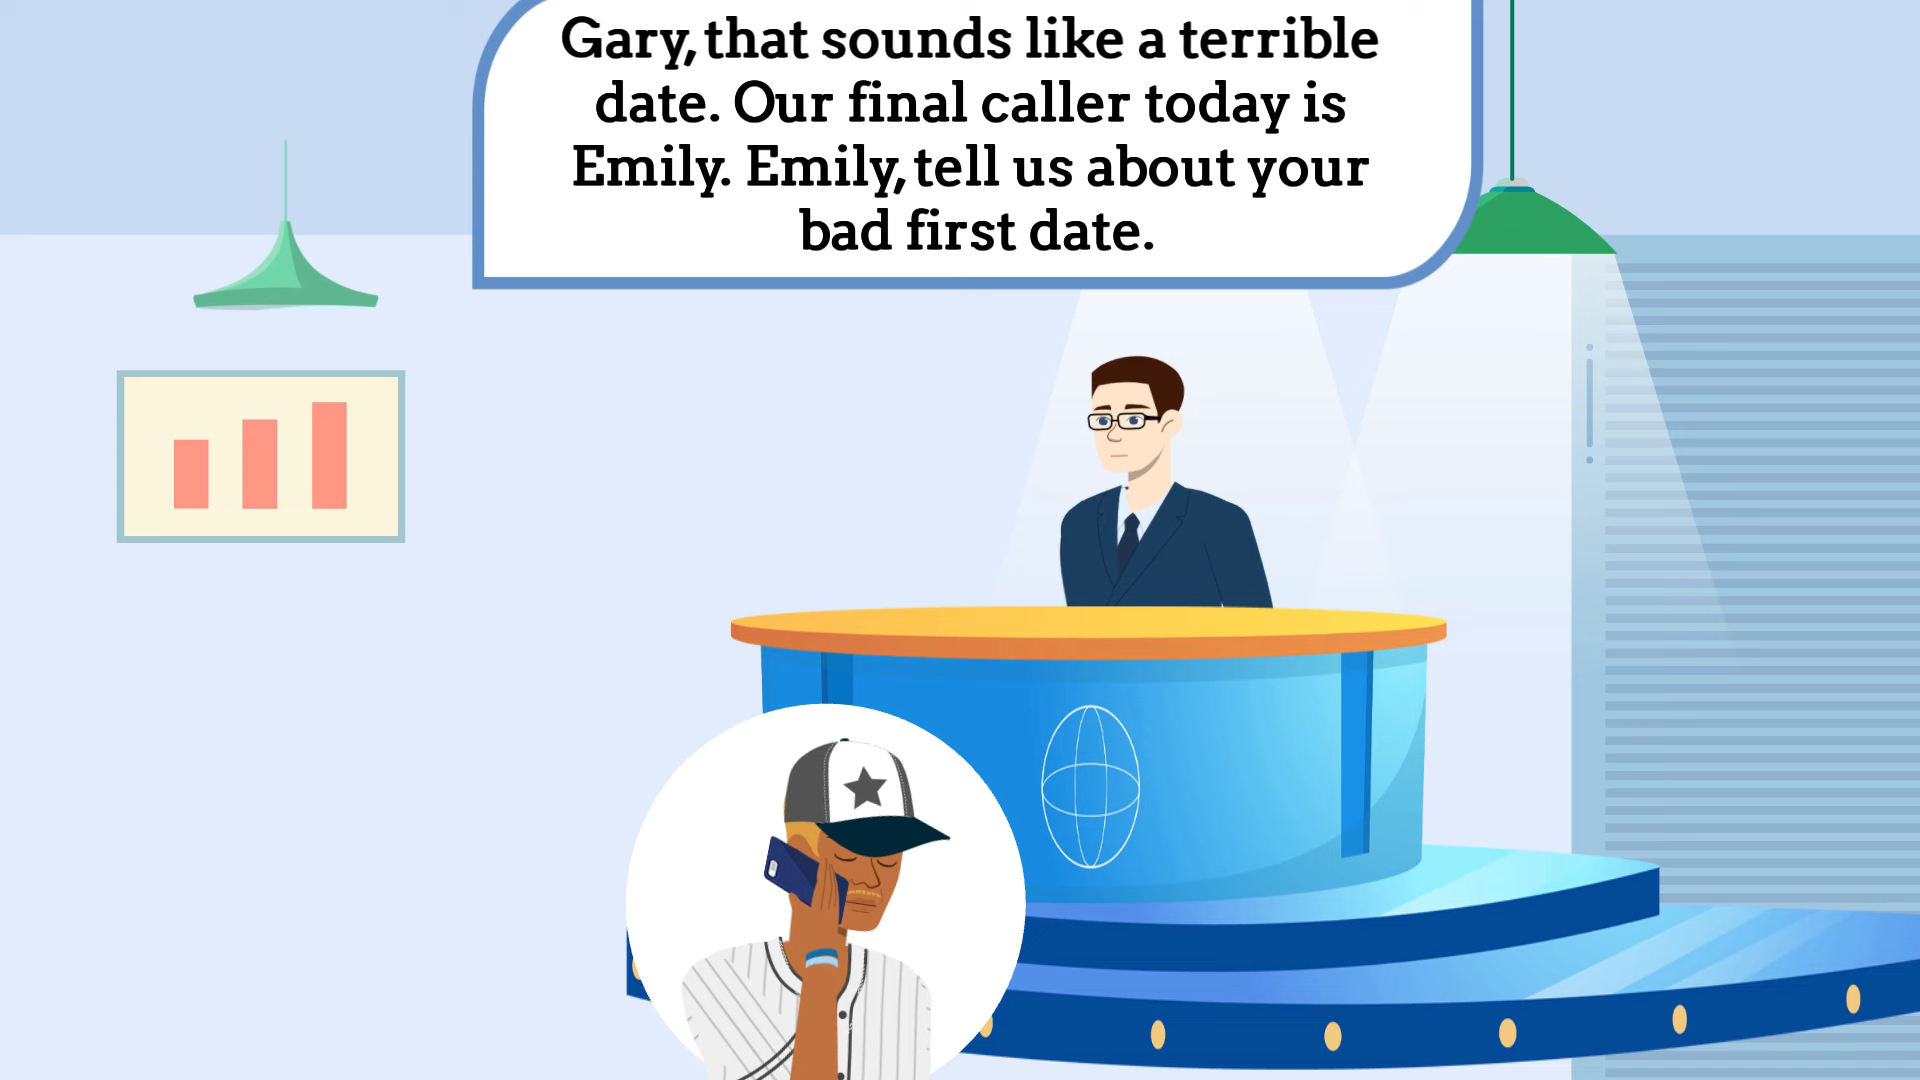 Gary, that sounds like a terrible
date. Our final caller today is
Emily. Emily, tell us about your
bad first date.